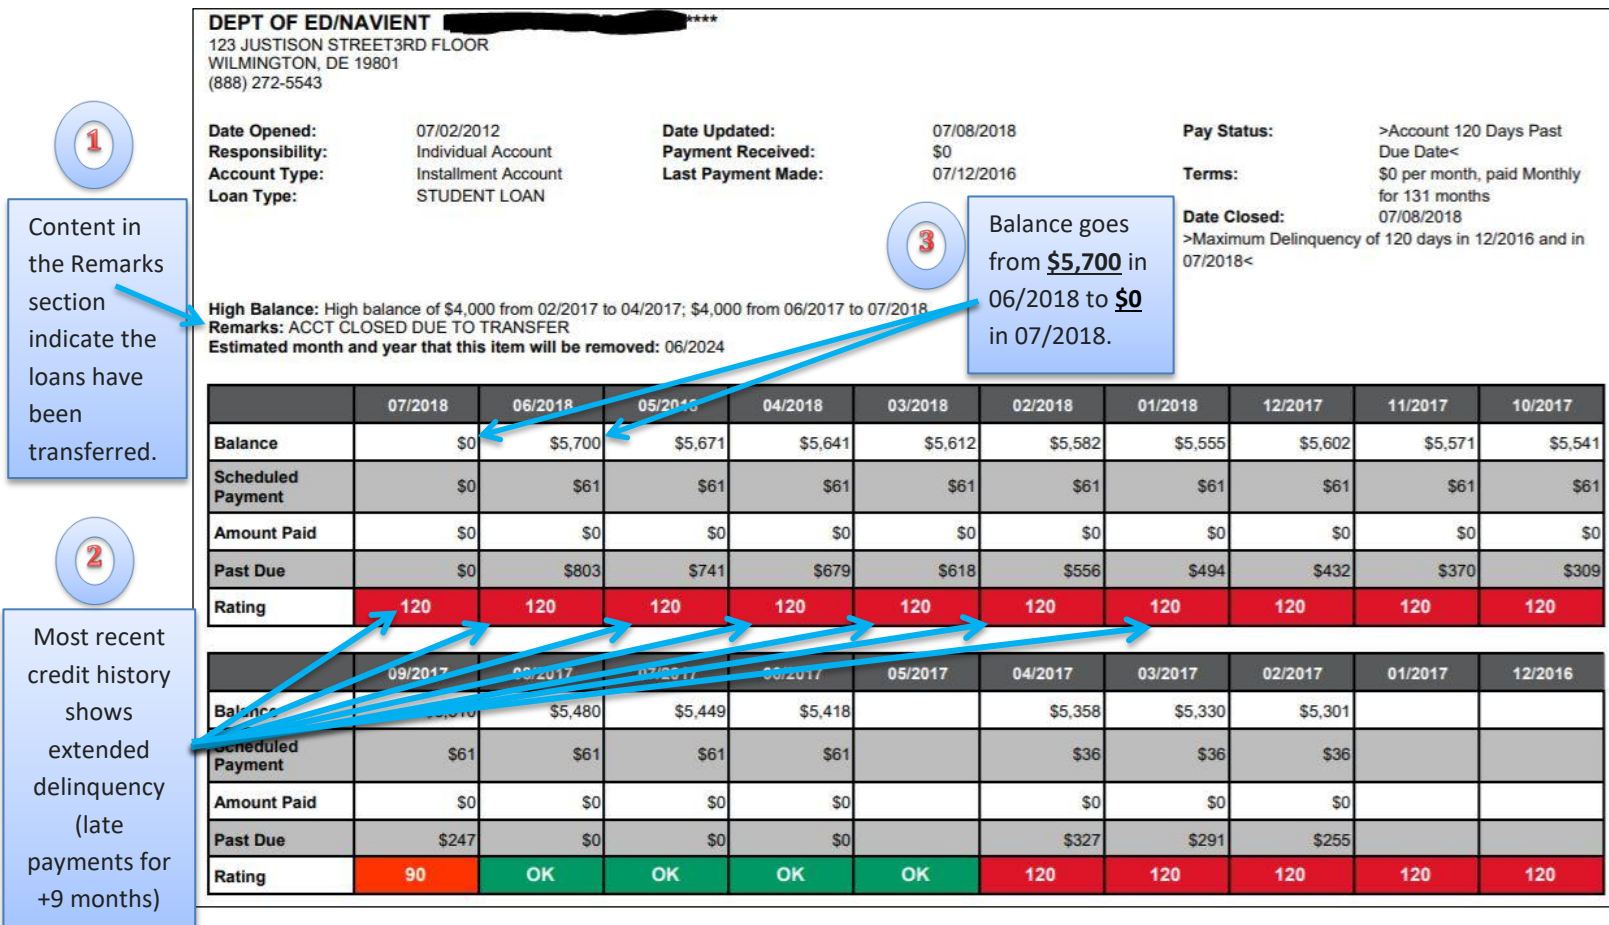 DEPT OF ED/NAVIENT ****
123 JUSTISON STREET3RD FLOOR
WILMINGTON, DE 19801
(888) 272-5543
1
Date Opened: 07/02/2012 Date Updated: 07/08/2018 Pay Status: >Account 120 Days Past
Responsibility: Individual Account Payment Received: $0 Due Date<
Account Type: Installment Account Last Payment Made: 07/12/2016 Terms: $0 per month, paid Monthly
Loan Type: STUDENT LOAN for 131 months
Date Closed: 07/08/2018
>Maximum Delinquency of 120 days in 12/2016 and in
07/2018<
Content in
the Remarks
section
indicate the
loans have
been
transferred.
3
Balance goes
from $5,700 in
06/2018 to $0
in 07/2018.
High Balance: High balance of $4,000 from 02/2017 to 04/2017; $4,000 from 06/2017 to 07/2018
Remarks: ACCT CLOSED DUE TO TRANSFER
Estimated month and year that this item will be removed: 06/2024
07/2018 06/2018 05/2018 04/2018 03/2018 02/2018 01/2018 12/2017 11/2017 10/2017
Balance $0 $5,700 $5,671 $5,641 $5,612 $5,582 $5,555 $5,602 $5,571 $5,541
Scheduled
Payment $0 $61 $61 $61 $61 $61 $61 $61 $61 $61
Amount Paid $0 $0 $0 $0 $0 $0 $0 $0 $0 $0
Past Due $0 $803 $741 $679 $618 $556 $494 $432 $370 $309
Rating 120 120 120 120 120 120 120 120 120 120
2
Most recent
credit history
shows
extended
delinquency
(late
payments for
+9 months)
09/2017 08/2017 07/2017 06/2017 05/2017 04/2017 03/2017 02/2017 01/2017 12/2016
Balance $5,480 $5,449 $5,418 $5,358 $5,330 $5,301
Scheduled
Payment $61 $61 $61 $61 $36 $36 $36
Amount Paid $0 $0 $0 $0 $0 $0 $0
Past Due $247 $0 $0 $0 $327 $291 $255
Rating 90 OK OK OK OK 120 120 120 120 120